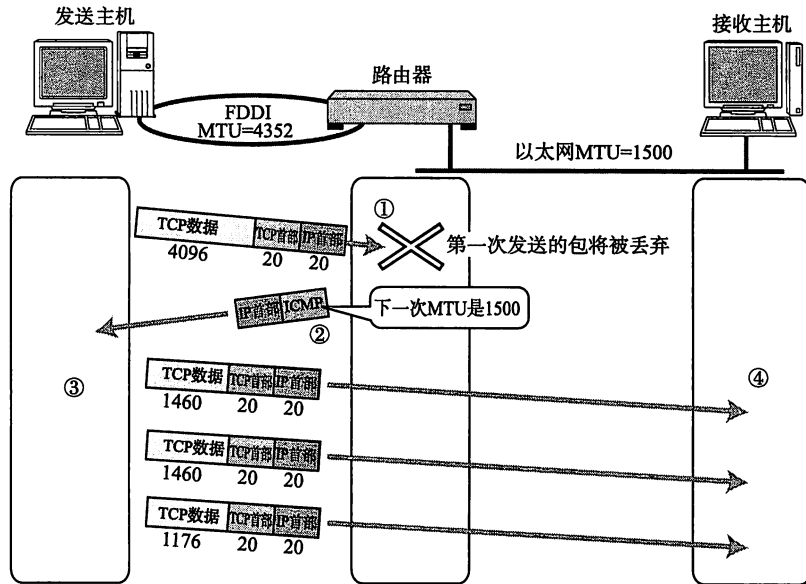 发送主机
接收主机
路由器
FDDI
MTU=4352
以太网MTU=1500
①
TCP数据 TCP首部 IP首部
4096 20 20
第一次发送的包将被丢弃
IP首部 ICMP
下一次MTU是1500
②
③
④
TCP数据 TCP首部 IP首部
1460 20 20
TCP数据 TCP首部 IP首部
1460 20 20
TCP数据 TCP首部 IP首部
1176 20 20